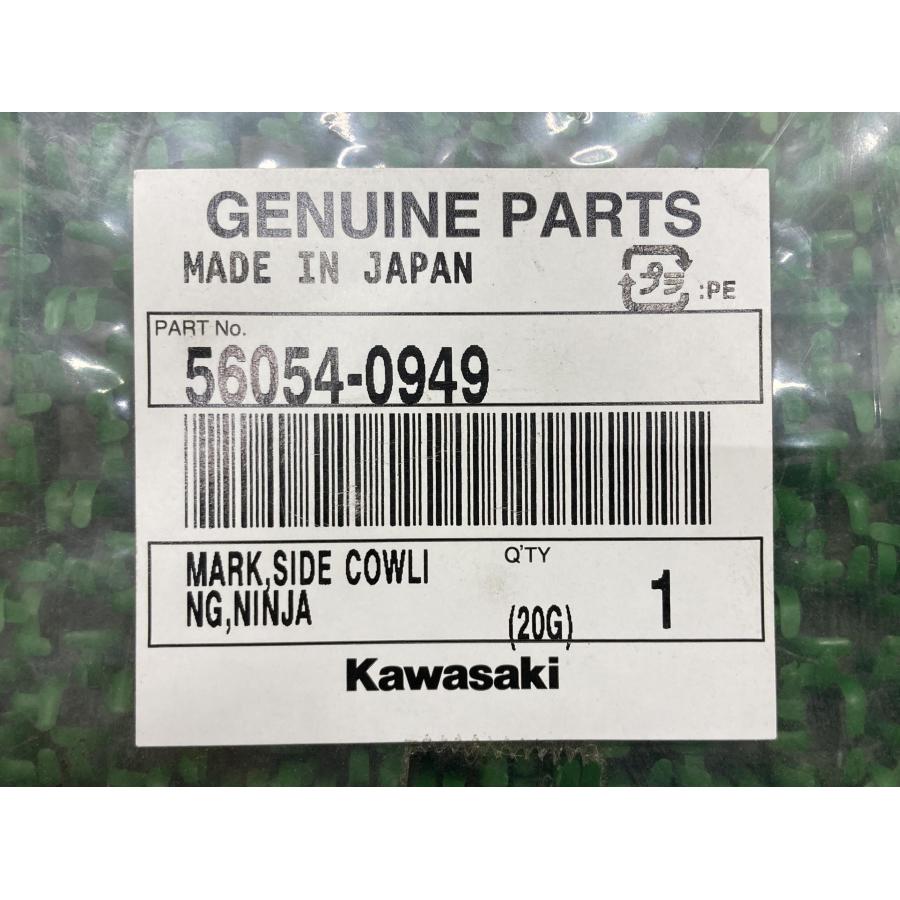 GENUINE PARTS
MADE IN JAPAN
プラ :PE
PART No.
56054-0949
MARK,SIDE COWLI
NG,NINJA
Q'TY
(20G)
1
Kawasaki